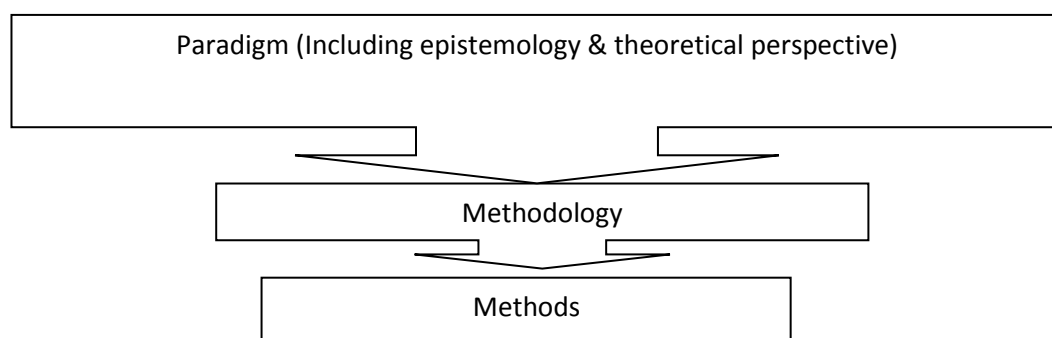 Paradigm (Including epistemology & theoretical perspective)
Methodology
Methods